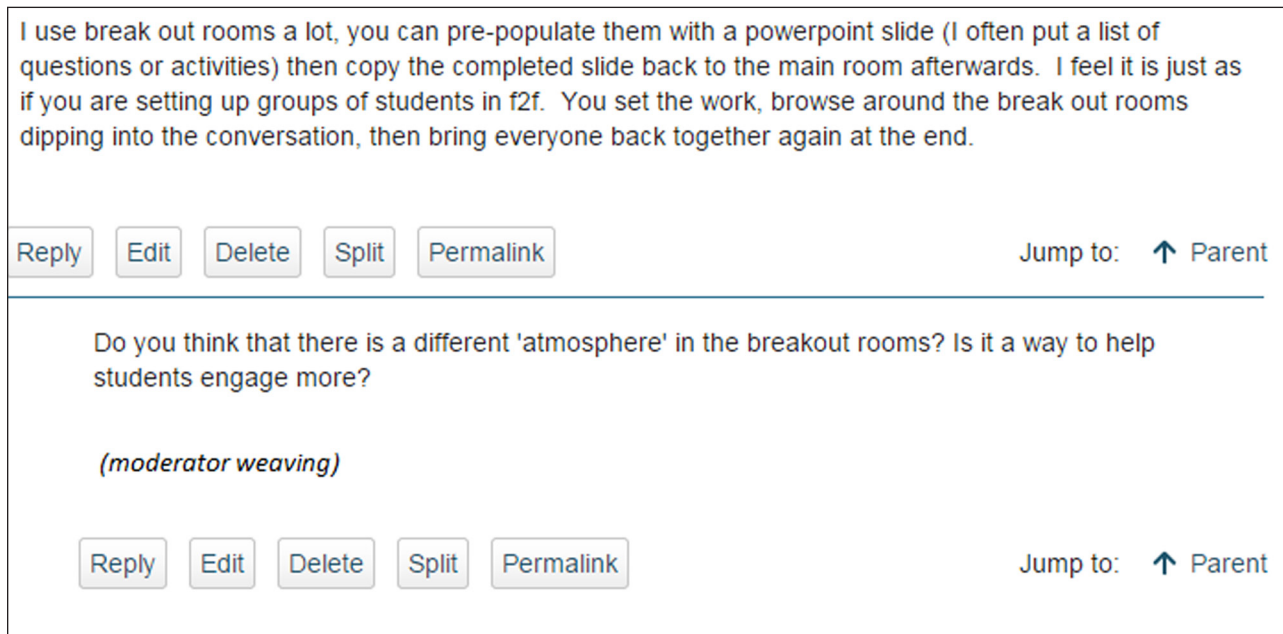 I use break out rooms a lot, you can pre-populate them with a powerpoint slide (I often put a list of
questions or activities) then copy the completed slide back to the main room afterwards.  I feel it is just as
if you are setting up groups of students in f2f.  You set the work, browse around the break out rooms
dipping into the conversation, then bring everyone back together again at the end.
Reply Edit Delete Split Permalink Jump to: ↑ Parent
Do you think that there is a different 'atmosphere' in the breakout rooms? Is it a way to help
students engage more?
(moderator weaving)
Reply Edit Delete Split Permalink Jump to: ↑ Parent